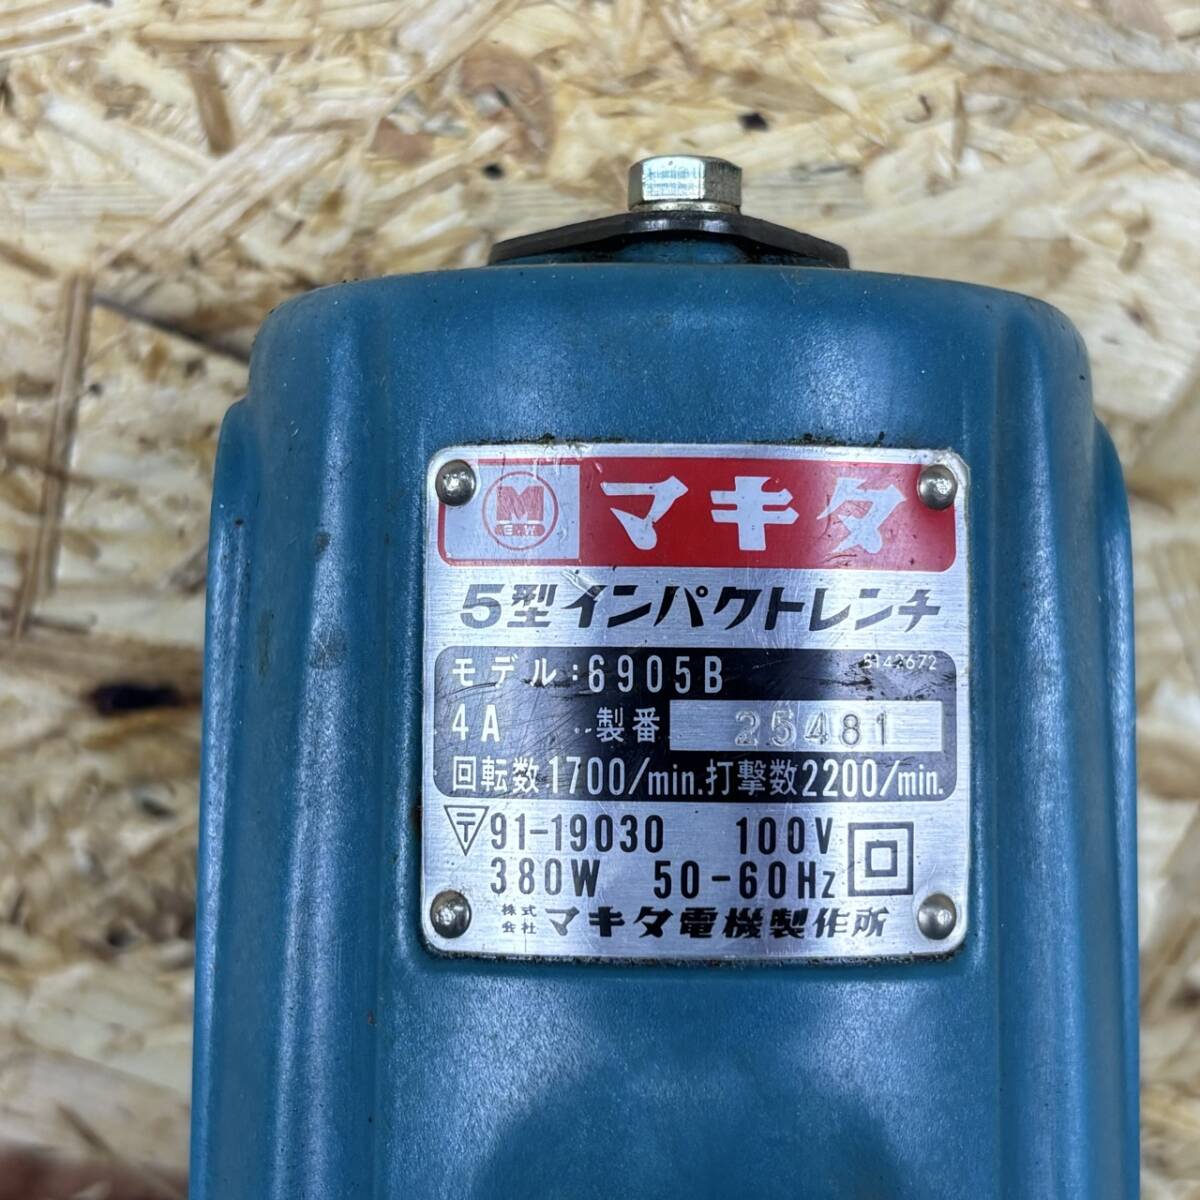 M マキタ
5型インパクトレンチ
モデル:6905B
4A 製番 25481
回転数1700/min.打撃数2200/min.
〒91-19030 100V
380W 50-60Hz
株式会社 マキタ電機製作所